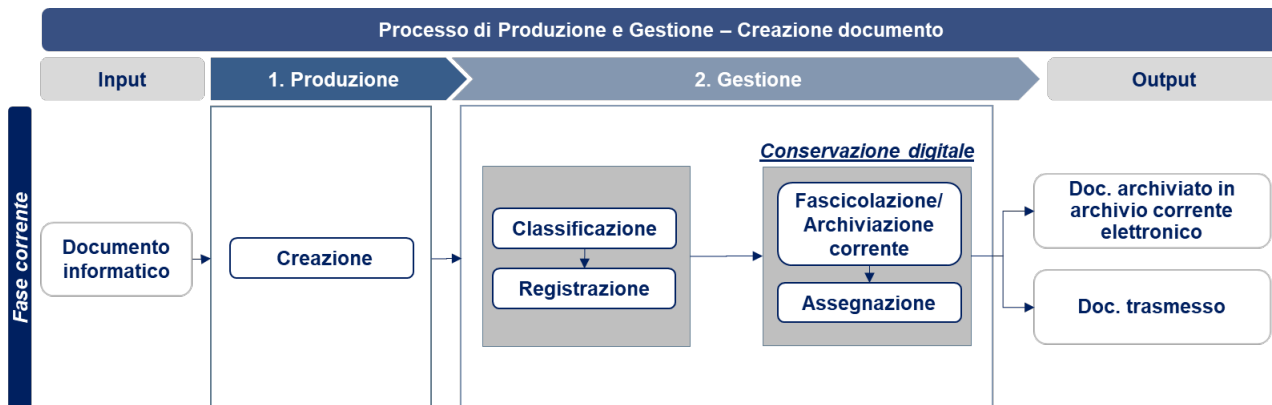 Processo di Produzione e Gestione – Creazione documento
Input
1. Produzione
2. Gestione
Output
Fase corrente
Documento
informatico
Creazione
Classificazione
Registrazione
Conservazione digitale
Fascicolazione/
Archiviazione
corrente
Assegnazione
Doc. archiviato in
archivio corrente
elettronico
Doc. trasmesso